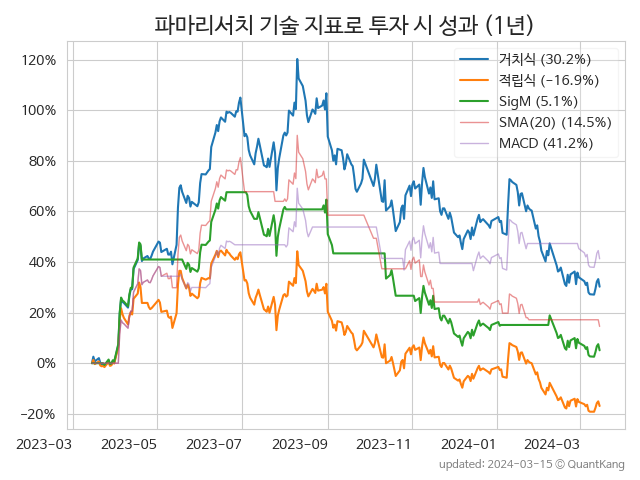 파마리서치 기술 지표로 투자 시 성과 (1년)
거치식 (30.2%)
적립식 (−16.9%)
SigM (5.1%)
SMA(20) (14.5%)
MACD (41.2%)
120%
100%
80%
60%
40%
20%
0%
−20%
2023-03
2023-05
2023-07
2023-09
2023-11
2024-01
2024-03
updated: 2024-03-15 ⓒ QuantKang